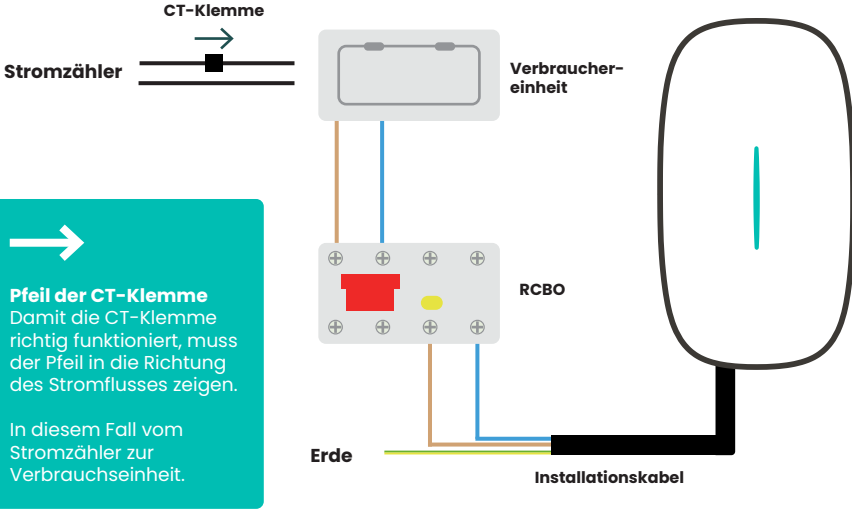 CT-Klemme
Stromzähler
Verbraucher-
einheit
Pfeil der CT-Klemme
Damit die CT-Klemme
richtig funktioniert, muss
der Pfeil in die Richtung
des Stromflusses zeigen.
In diesem Fall vom
Stromzähler zur
Verbrauchseinheit.
RCBO
Erde
Installationskabel